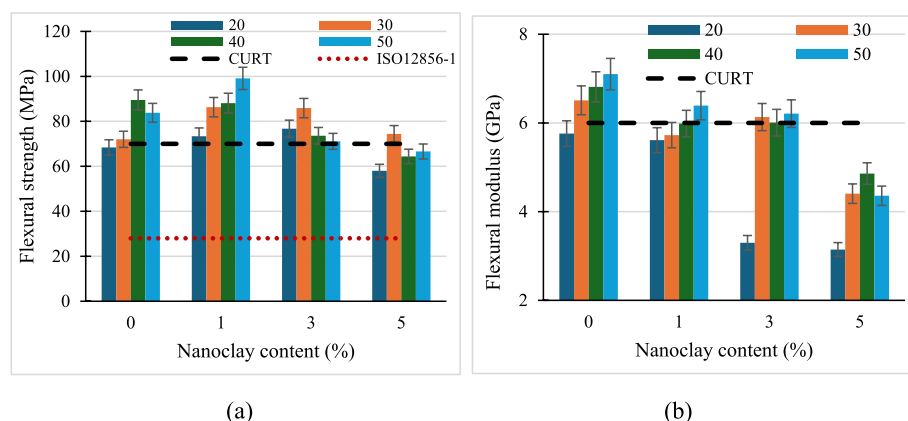 120
100
80
60
40
20
0
Flexural strength (MPa)
20 30
40 50
CURT ISO12856-1
0 1 3 5
Nanoclay content (%)
(a)
8
6
4
2
Flexural modulus (GPa)
20 30
40 50
CURT
0 1 3 5
Nanoclay content (%)
(b)